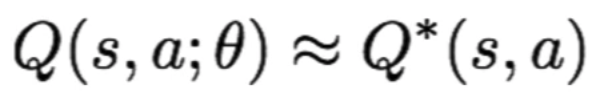 Q(s, a; θ) ≈ Q*(s, a)